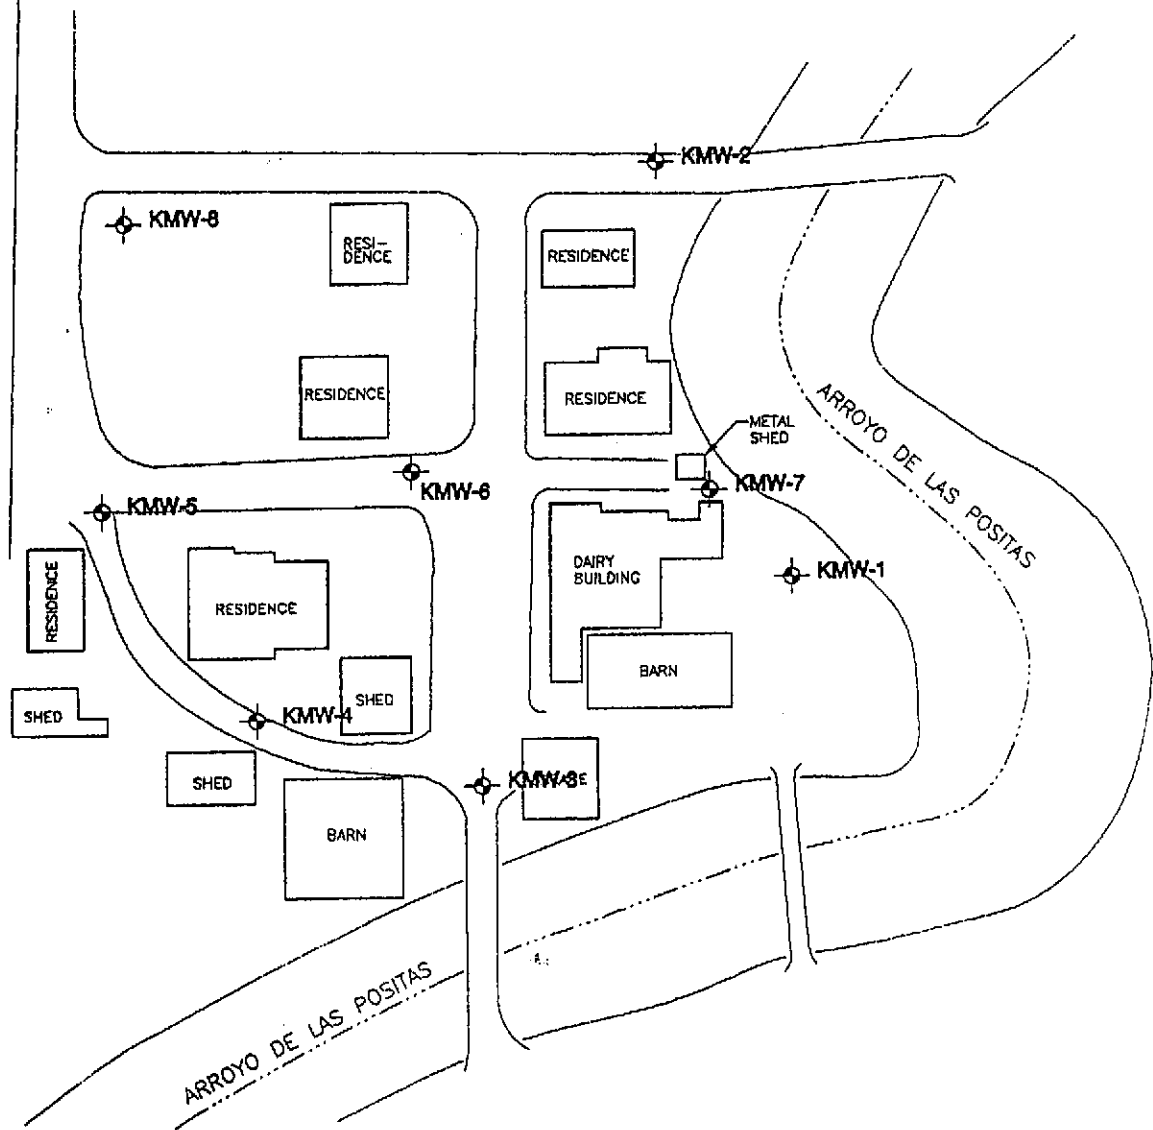 KMW-2
KMW-8
RESI-
DENCE
RESIDENCE
RESIDENCE
RESIDENCE
METAL
SHED
ARROYO DE LAS POSITAS
KMW-6
KMW-7
KMW-5
DAIRY
BUILDING
KMW-1
RESIDENCE
RESIDENCE
BARN
SHED
SHED
KMW-4
SHED
KMW-3
BARN
ARROYO DE LAS POSITAS